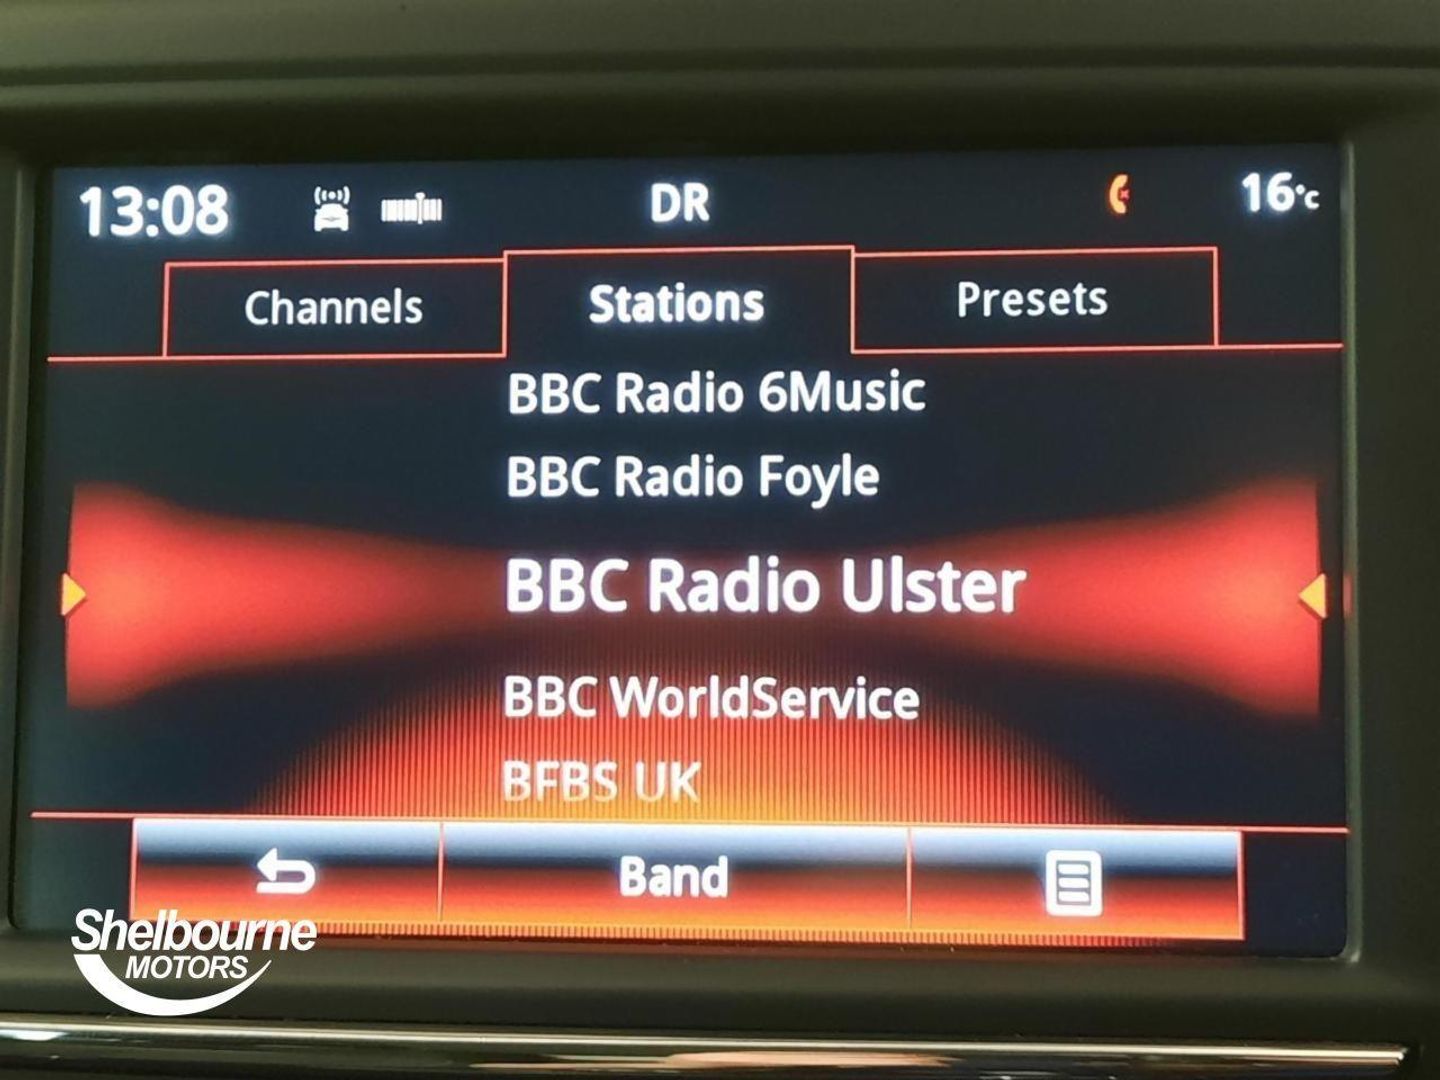 13:08 DR 16°C
Channels Stations Presets
BBC Radio 6Music
BBC Radio Foyle
BBC Radio Ulster
BBC WorldService
BFBS UK
Band
Shelbourne
MOTORS